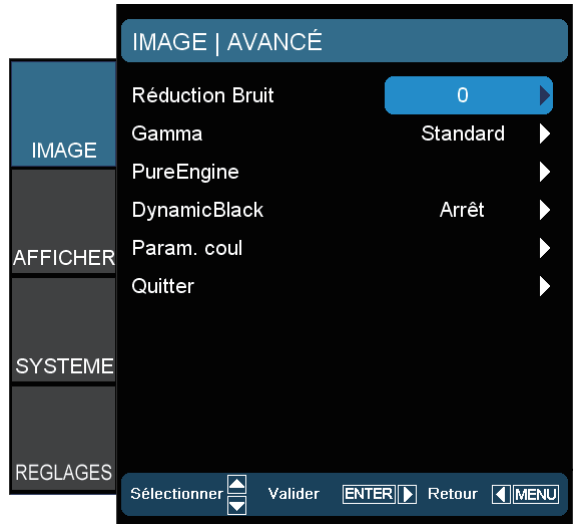 IMAGE | AVANCÉ
IMAGE
AFFICHER
SYSTEME
REGLAGES
Réduction Bruit 0
Gamma Standard
PureEngine
DynamicBlack Arrêt
Param. coul
Quitter
Sélectionner Valider ENTER Retour MENU